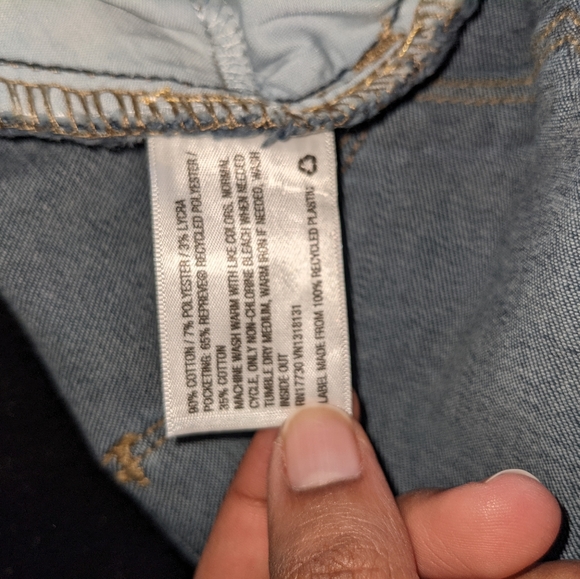 90% COTTON / 7% POLYESTER / 3% LYCRA
POCKETING: 65% REPREVE® RECYCLED POLYESTER /
35% COTTON
MACHINE WASH WARM WITH LIKE COLORS, NORMAL
CYCLE, ONLY NON-CHLORINE BLEACH WHEN NEEDED
TUMBLE DRY MEDIUM, WARM IRON IF NEEDED, WASH
INSIDE OUT
RN17730 VN1318131
LABEL MADE FROM 100% RECYCLED PLASTIC